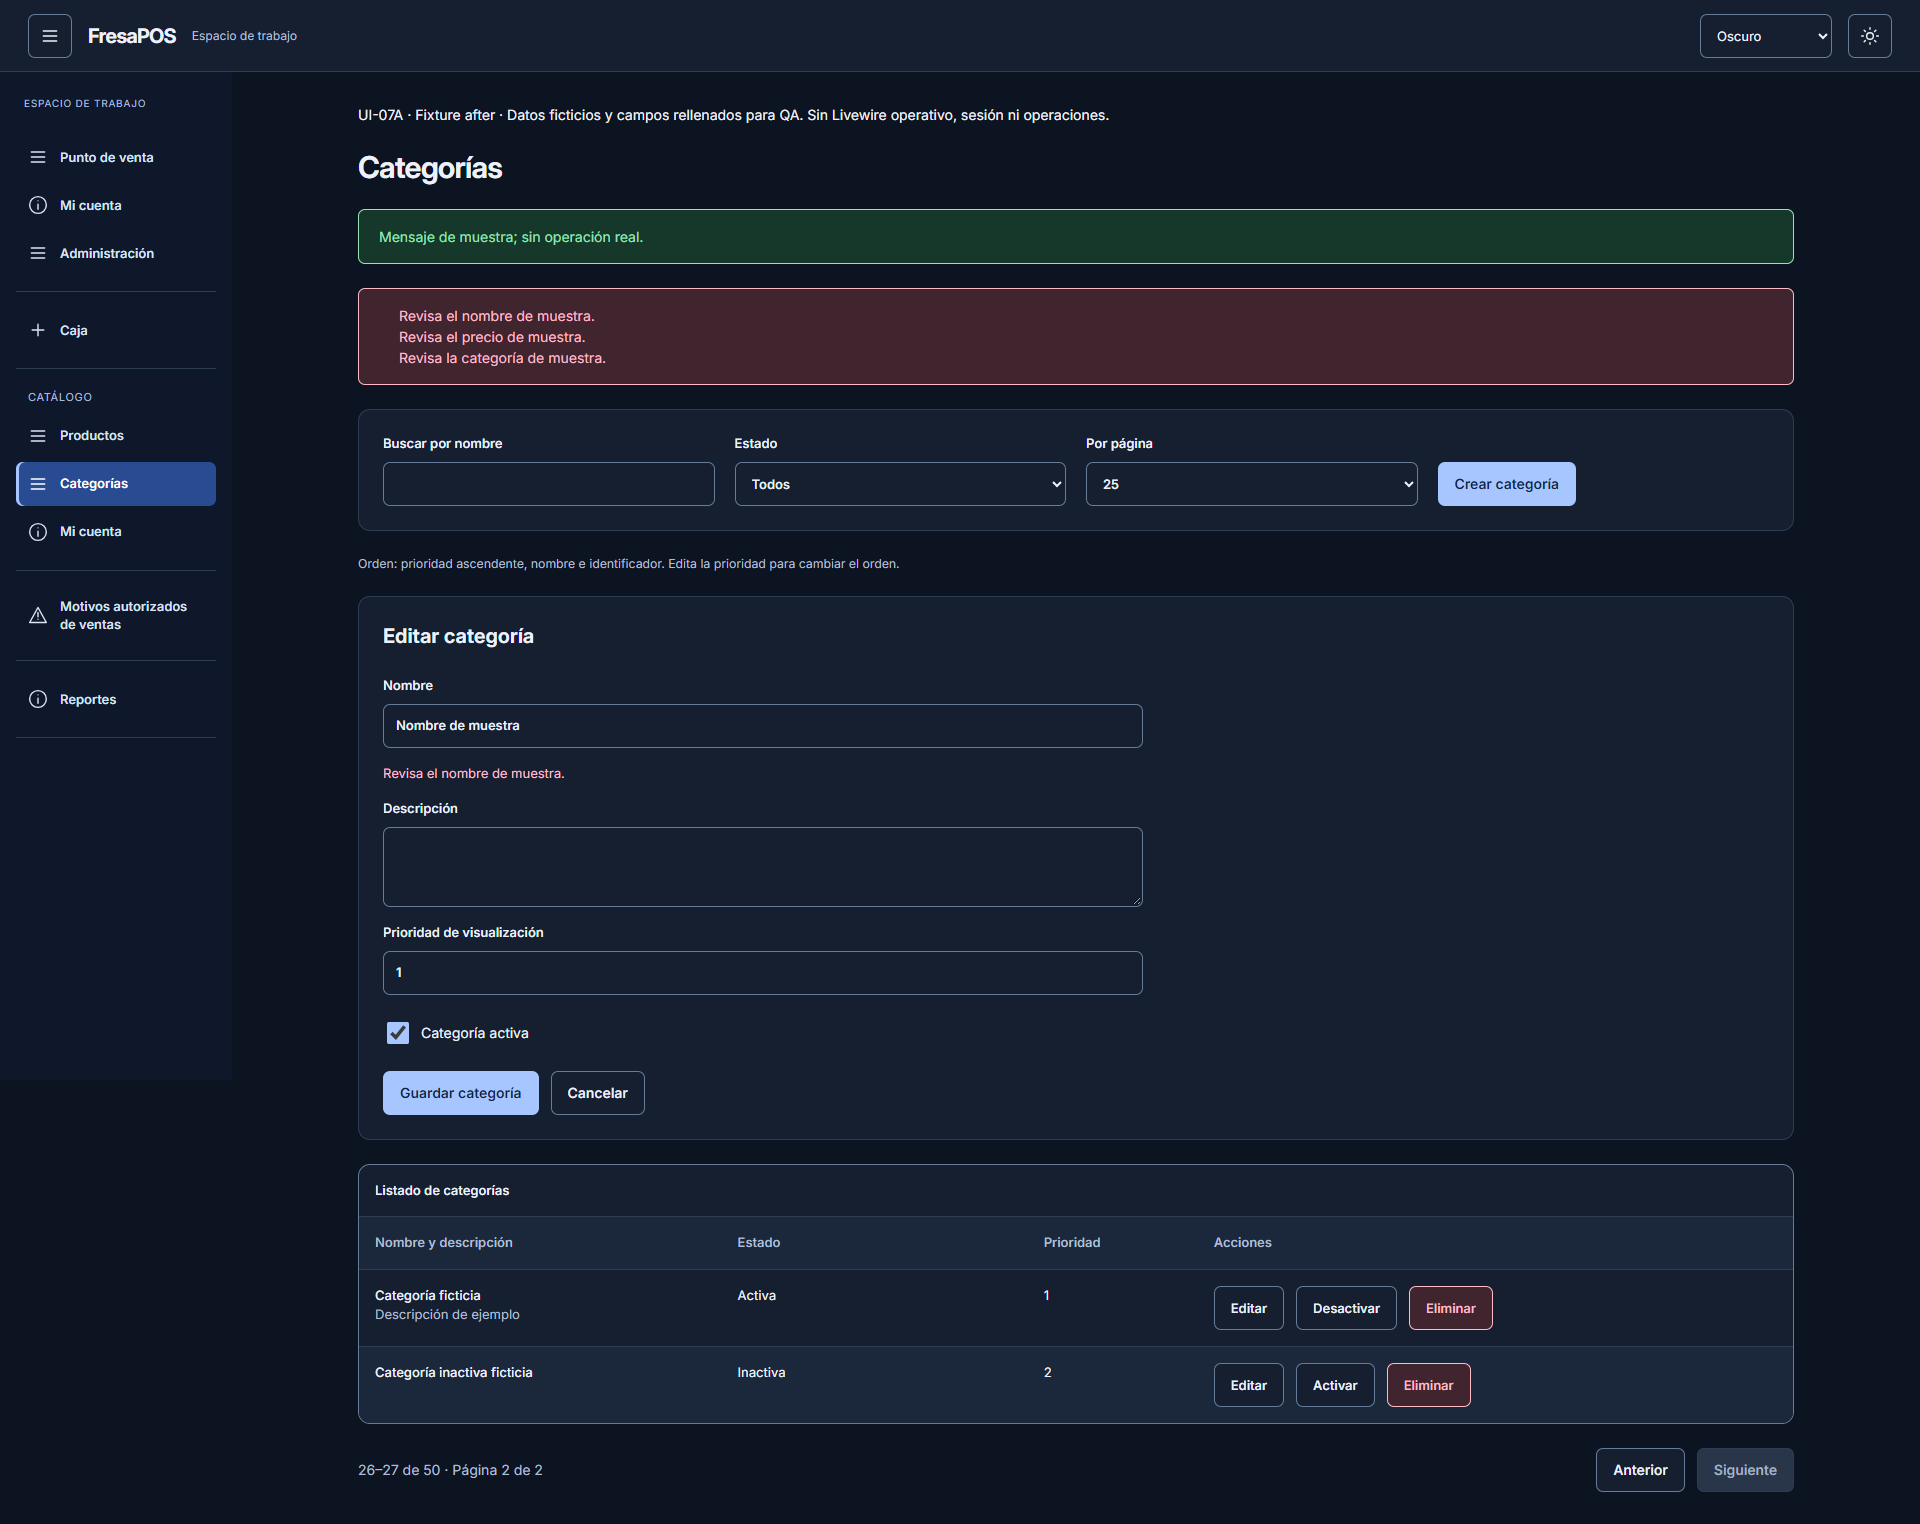 FresaPOS
Espacio de trabajo
Oscuro
ESPACIO DE TRABAJO
Punto de venta
Mi cuenta
Administración
Caja
CATÁLOGO
Productos
Categorías
Mi cuenta
Motivos autorizados
de ventas
Reportes
UI-07A · Fixture after · Datos ficticios y campos rellenados para QA. Sin Livewire operativo, sesión ni operaciones.
Categorías
Mensaje de muestra; sin operación real.
Revisa el nombre de muestra.
Revisa el precio de muestra.
Revisa la categoría de muestra.
Buscar por nombre
Estado
Todos
Por página
25
Crear categoría
Orden: prioridad ascendente, nombre e identificador. Edita la prioridad para cambiar el orden.
Editar categoría
Nombre
Nombre de muestra
Revisa el nombre de muestra.
Descripción
Prioridad de visualización
1
Categoría activa
Guardar categoría
Cancelar
Listado de categorías
Nombre y descripción Estado Prioridad Acciones
Categoría ficticia Activa 1 Editar Desactivar Eliminar
Descripción de ejemplo
Categoría inactiva ficticia Inactiva 2 Editar Activar Eliminar
26–27 de 50 · Página 2 de 2
Anterior
Siguiente